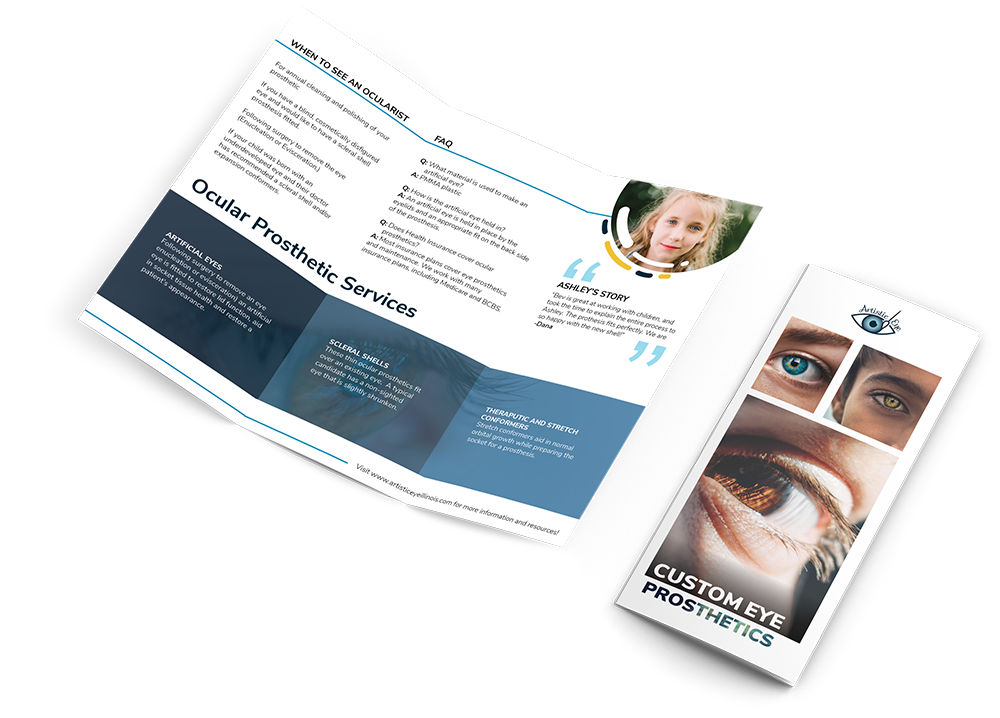 WHEN TO SEE AN OCULARIST
For annual cleaning and polishing of your
prosthetic
If you have a blind, cosmetically disfigured
eye and would like to have a scleral shell
prosthesis fitted.
Following surgery to remove the eye
(Enucleation or Evisceration.)
If your child was born with an
underdeveloped eye and their doctor
has recommended a scleral shell and/or
expansion conformers.
FAQ
Q: What material is used to make an
artificial eye?
A: PMMA plastic
Q: How is the artificial eye held in?
A: An artificial eye is held in place by the
eyelids and an appropriate fit on the back side
of the prosthesis.
Q: Does Health Insurance cover ocular
prosthetics?
A: Most insurance plans cover eye prosthetics
and maintenance. We work with many
insurance plans, including Medicare and BCBS.
“
ASHLEY'S STORY
"Bev is great at working with children, and
took the time to explain the entire process to
Ashley. The prothesis fits perfectly. We are
so happy with the new shell!"
-Dana
”
Ocular Prosthetic Services
ARTIFICIAL EYES
Following surgery to remove an eye
(enucleation or evisceration) an artificial
eye is fitted to restore lid function, aid
in socket tissue health and restore a
patient's appearance.
SCLERAL SHELLS
These thin ocular prosthetics fit
over an existing eye. A typical
candidate has a non-sighted
eye that is slightly shrunken.
THERAPUTIC AND STRETCH
CONFORMERS
Stretch conformers aid in normal
orbital growth while preparing the
socket for a prosthesis.
Visit www.artisticeyeillinois.com for more information and resources!
Artistic Eye
CUSTOM EYE
PROSTHETICS